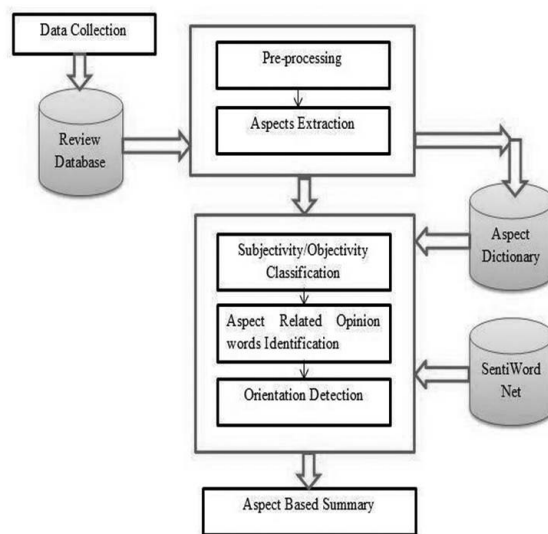 Data Collection
Pre-processing
Aspects Extraction
Review
Database
Aspect
Dictionary
Subjectivity/Objectivity
Classification
Aspect Related Opinion
words Identification
Orientation Detection
SentiWord
Net
Aspect Based Summary